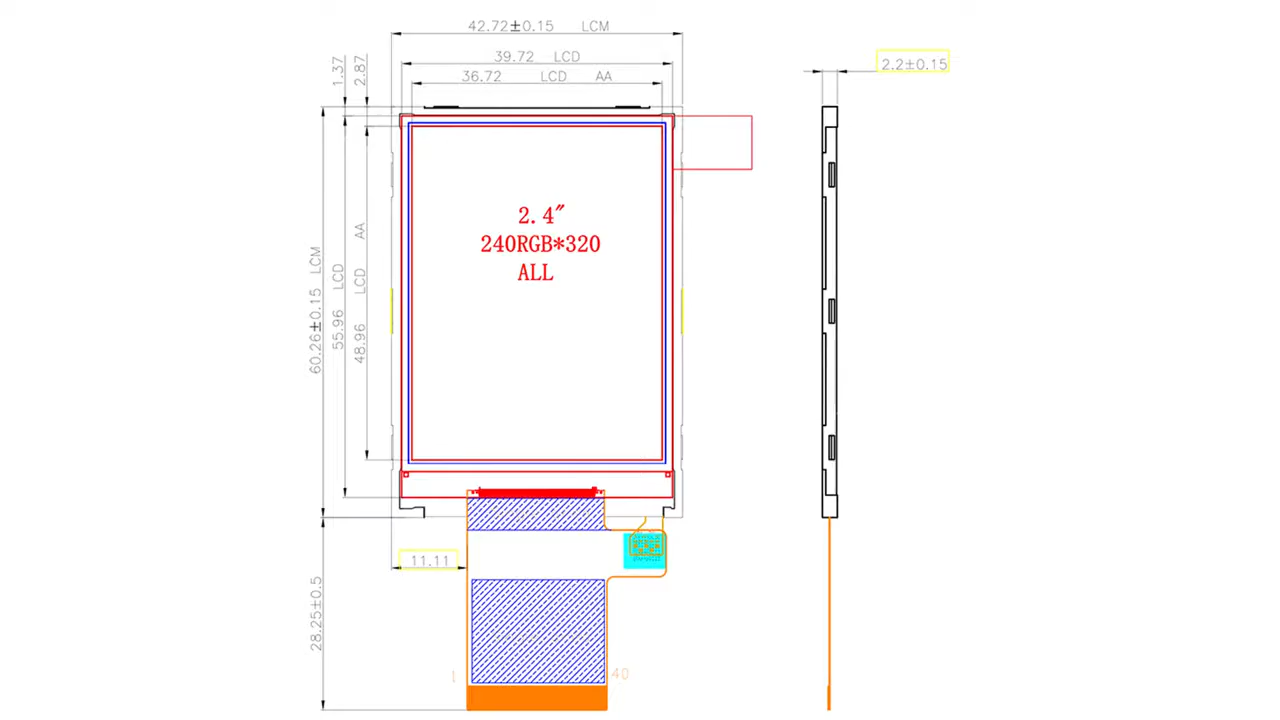 42.72±0.15 LCM
39.72 LCD
36.72 LCD AA
1.37
2.87
2.2±0.15
2.4"
240RGB*320
ALL
60.26±0.15 LCM
55.96 LCD
48.96 LCD AA
11.11
28.25±0.5
1
40